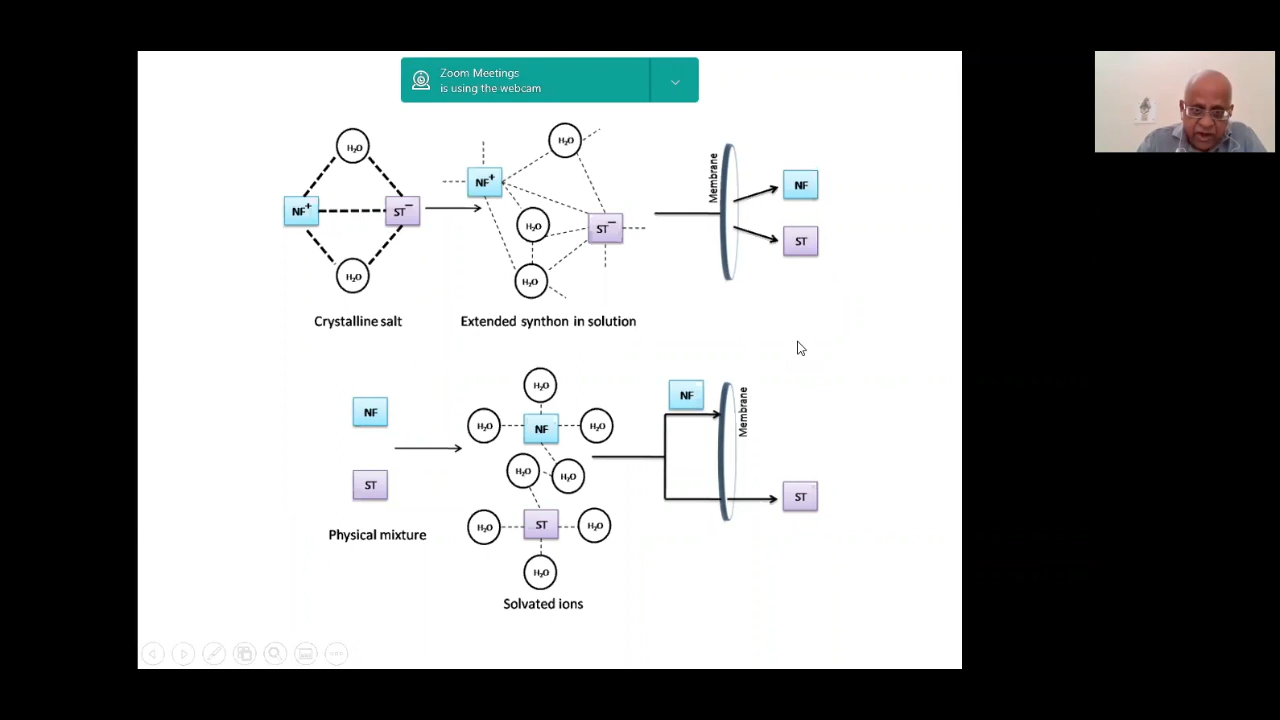 Zoom Meetings
is using the webcam
H₂O
NF⁺
ST⁻
H₂O
Crystalline salt
H₂O
NF⁺
H₂O
ST⁻
H₂O
Extended synthon in solution
Membrane
NF
ST
NF
ST
Physical mixture
H₂O
H₂O
NF
H₂O
H₂O
H₂O
H₂O
ST
H₂O
H₂O
Solvated ions
NF
Membrane
ST